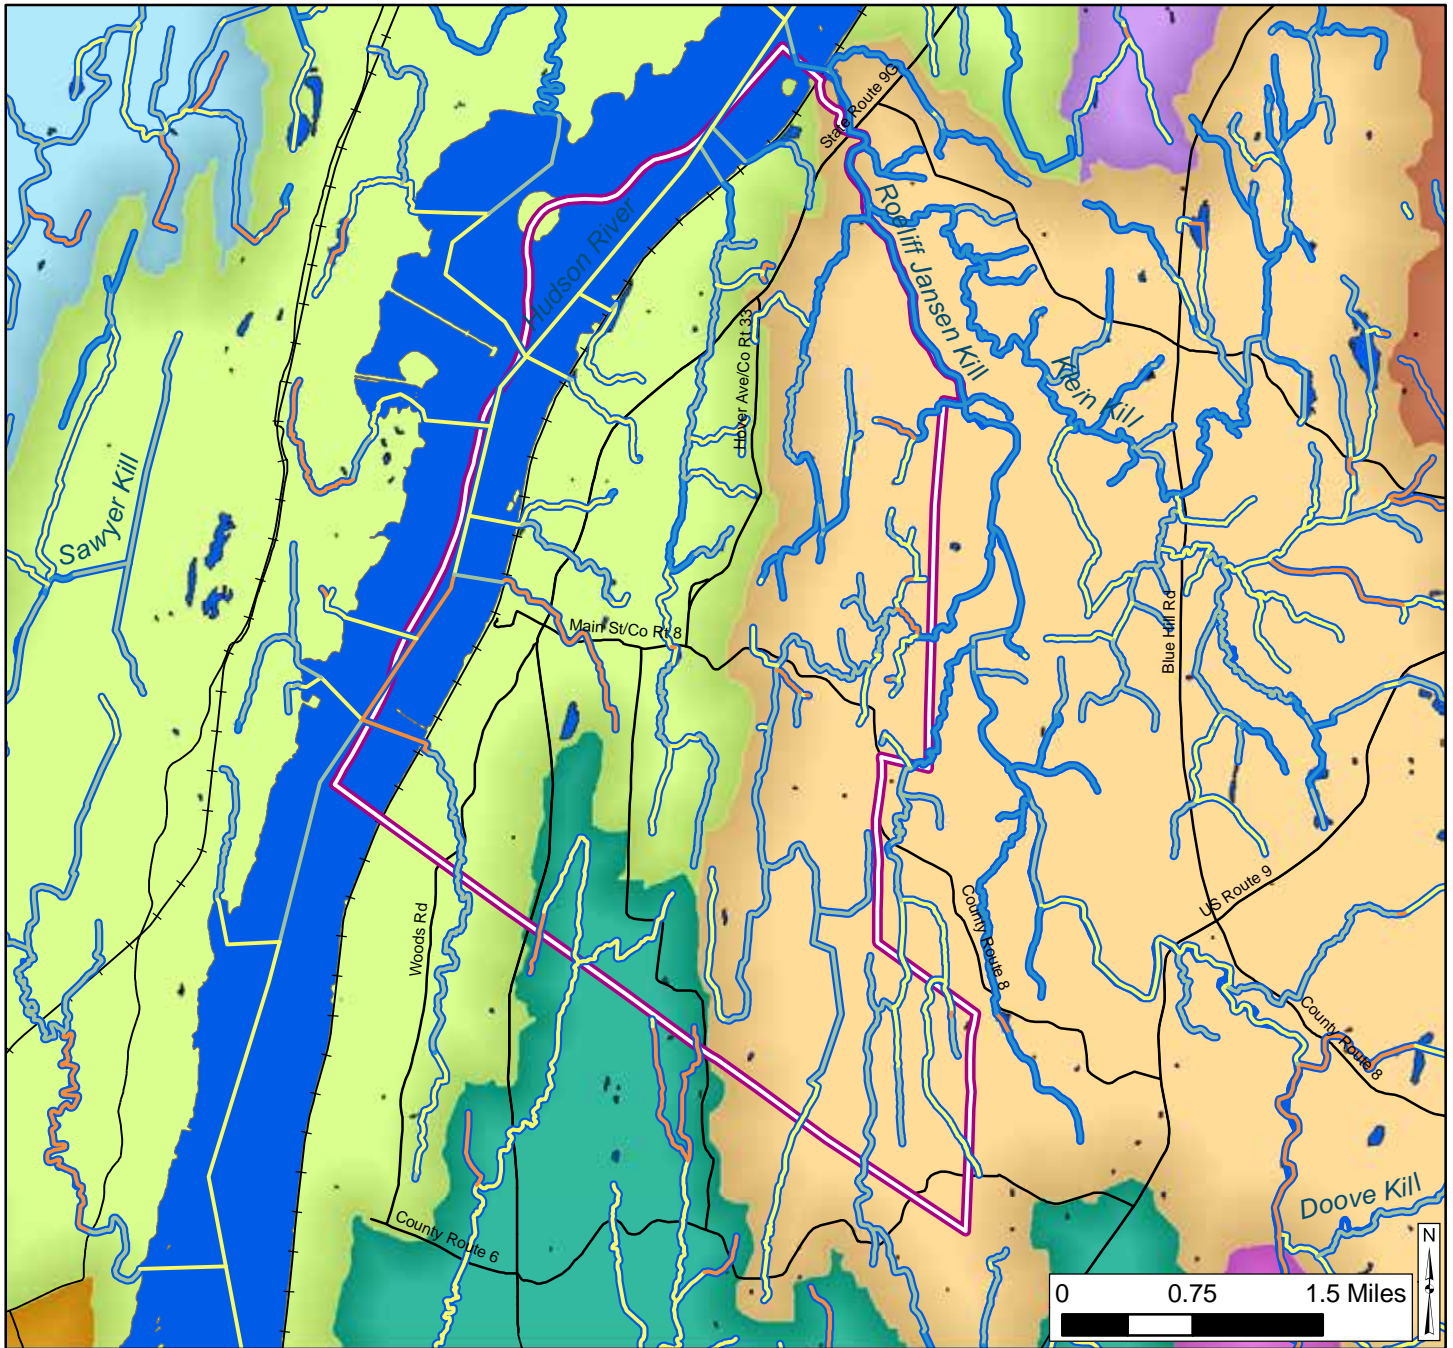 State Route 9G
Hudson River
Roeliff Jansen Kill
Hover Ave/Co Rt 33
Klein Kill
Sawyer Kill
Main St/Co Rt 8
Blue Hill Rd
US Route 9
County Route 8
Woods Rd
County Route 8
Doove Kill
County Route 6
N
0 0.75 1.5 Miles